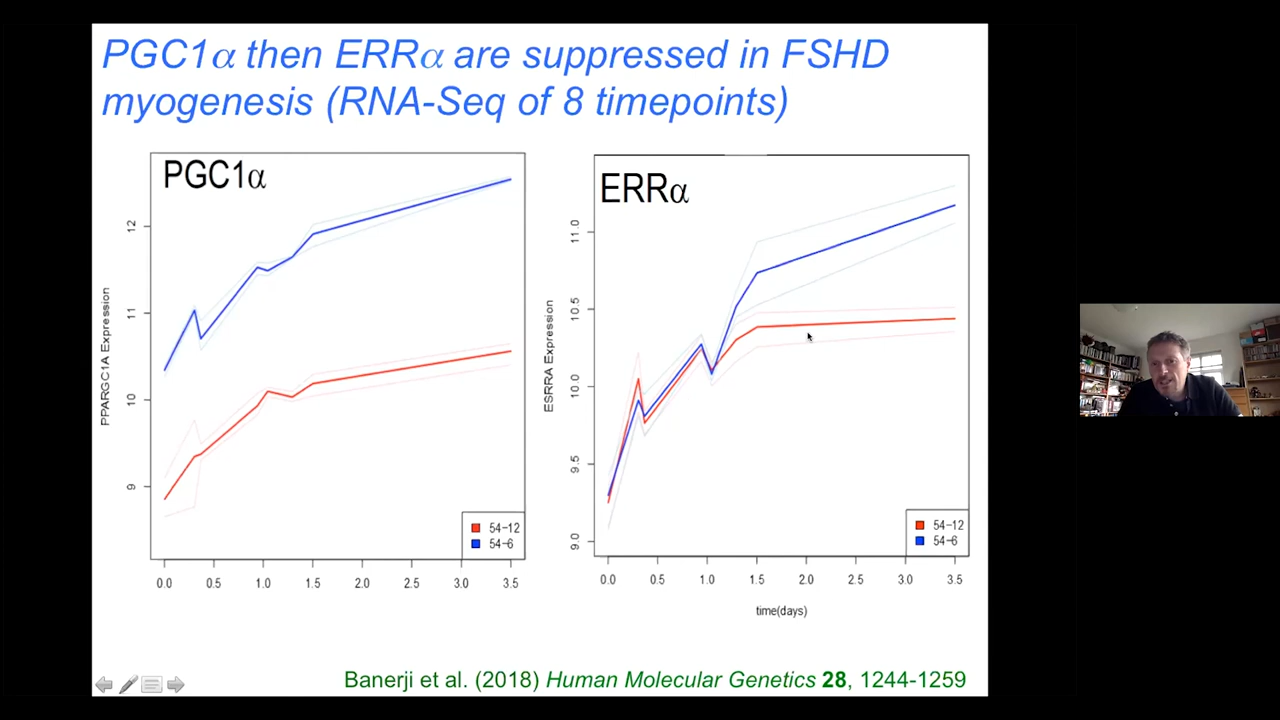 PGC1α then ERRα are suppressed in FSHD
myogenesis (RNA-Seq of 8 timepoints)
PGC1α
PPARGC1A Expression
12
11
10
9
54-12
54-6
0.0 0.5 1.0 1.5 2.0 2.5 3.0 3.5
ERRα
ESRRA Expression
11.0
10.5
10.0
9.5
9.0
54-12
54-6
0.0 0.5 1.0 1.5 2.0 2.5 3.0 3.5
time(days)
Banerji et al. (2018) Human Molecular Genetics 28, 1244-1259